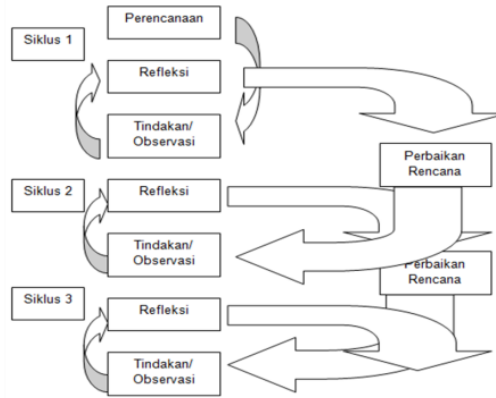 Siklus 1
Perencanaan
Refleksi
Tindakan/
Observasi
Perbaikan
Rencana
Siklus 2
Refleksi
Tindakan/
Observasi
Perbaikan
Rencana
Siklus 3
Refleksi
Tindakan/
Observasi